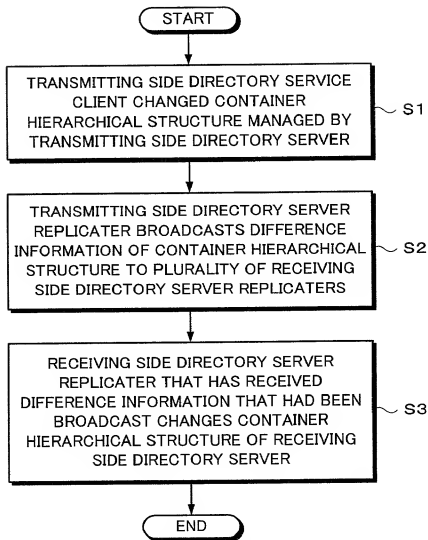 START
TRANSMITTING SIDE DIRECTORY SERVICE
CLIENT CHANGED CONTAINER
HIERARCHICAL STRUCTURE MANAGED BY
TRANSMITTING SIDE DIRECTORY SERVER
S1
TRANSMITTING SIDE DIRECTORY SERVER
REPLICATER BROADCASTS DIFFERENCE
INFORMATION OF CONTAINER HIERARCHICAL
STRUCTURE TO PLURALITY OF RECEIVING
SIDE DIRECTORY SERVER REPLICATERS
S2
RECEIVING SIDE DIRECTORY SERVER
REPLICATER THAT HAS RECEIVED
DIFFERENCE INFORMATION THAT HAD BEEN
BROADCAST CHANGES CONTAINER
HIERARCHICAL STRUCTURE OF RECEIVING
SIDE DIRECTORY SERVER
S3
END